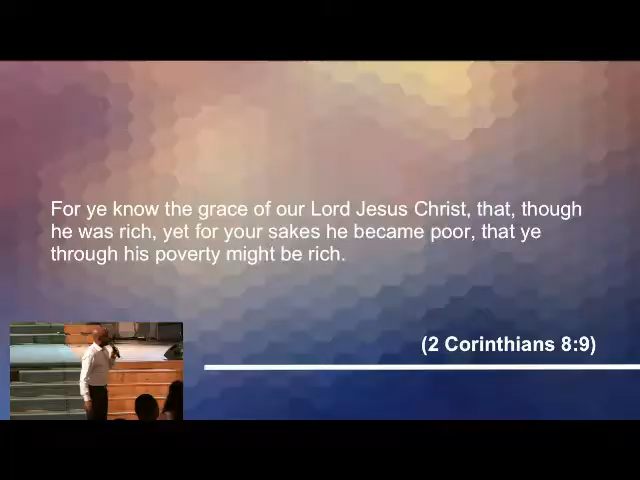 For ye know the grace of our Lord Jesus Christ, that, though
he was rich, yet for your sakes he became poor, that ye
through his poverty might be rich.
(2 Corinthians 8:9)